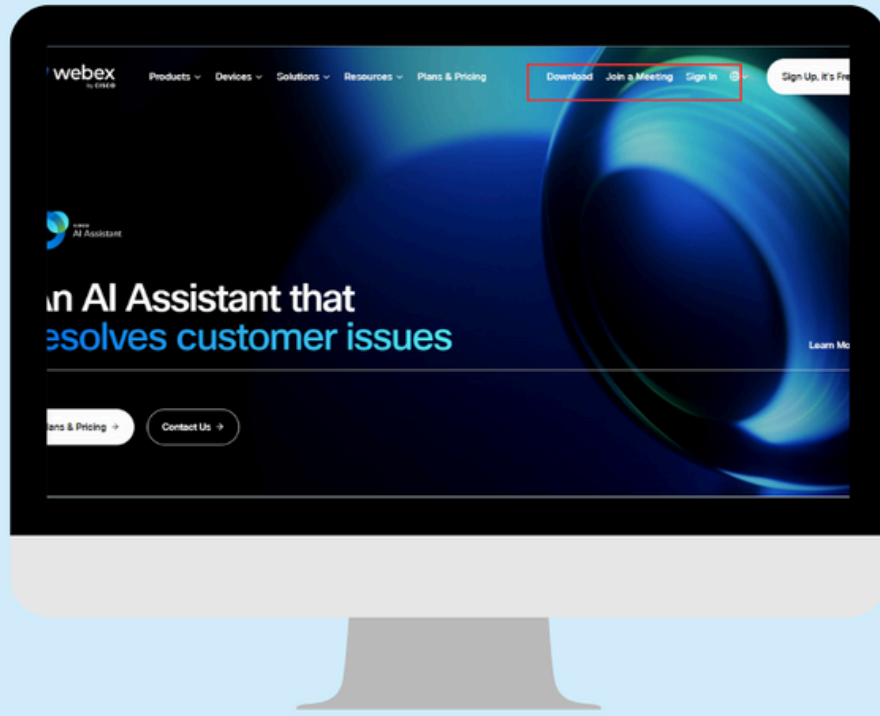 webex
by CISCO
Products Devices Solutions Resources Plans & Pricing Download Join a Meeting Sign In Sign Up, it's Fre
CISCO
AI Assistant
n AI Assistant that
esolves customer issues
Learn Mo
lans & Pricing → Contact Us →